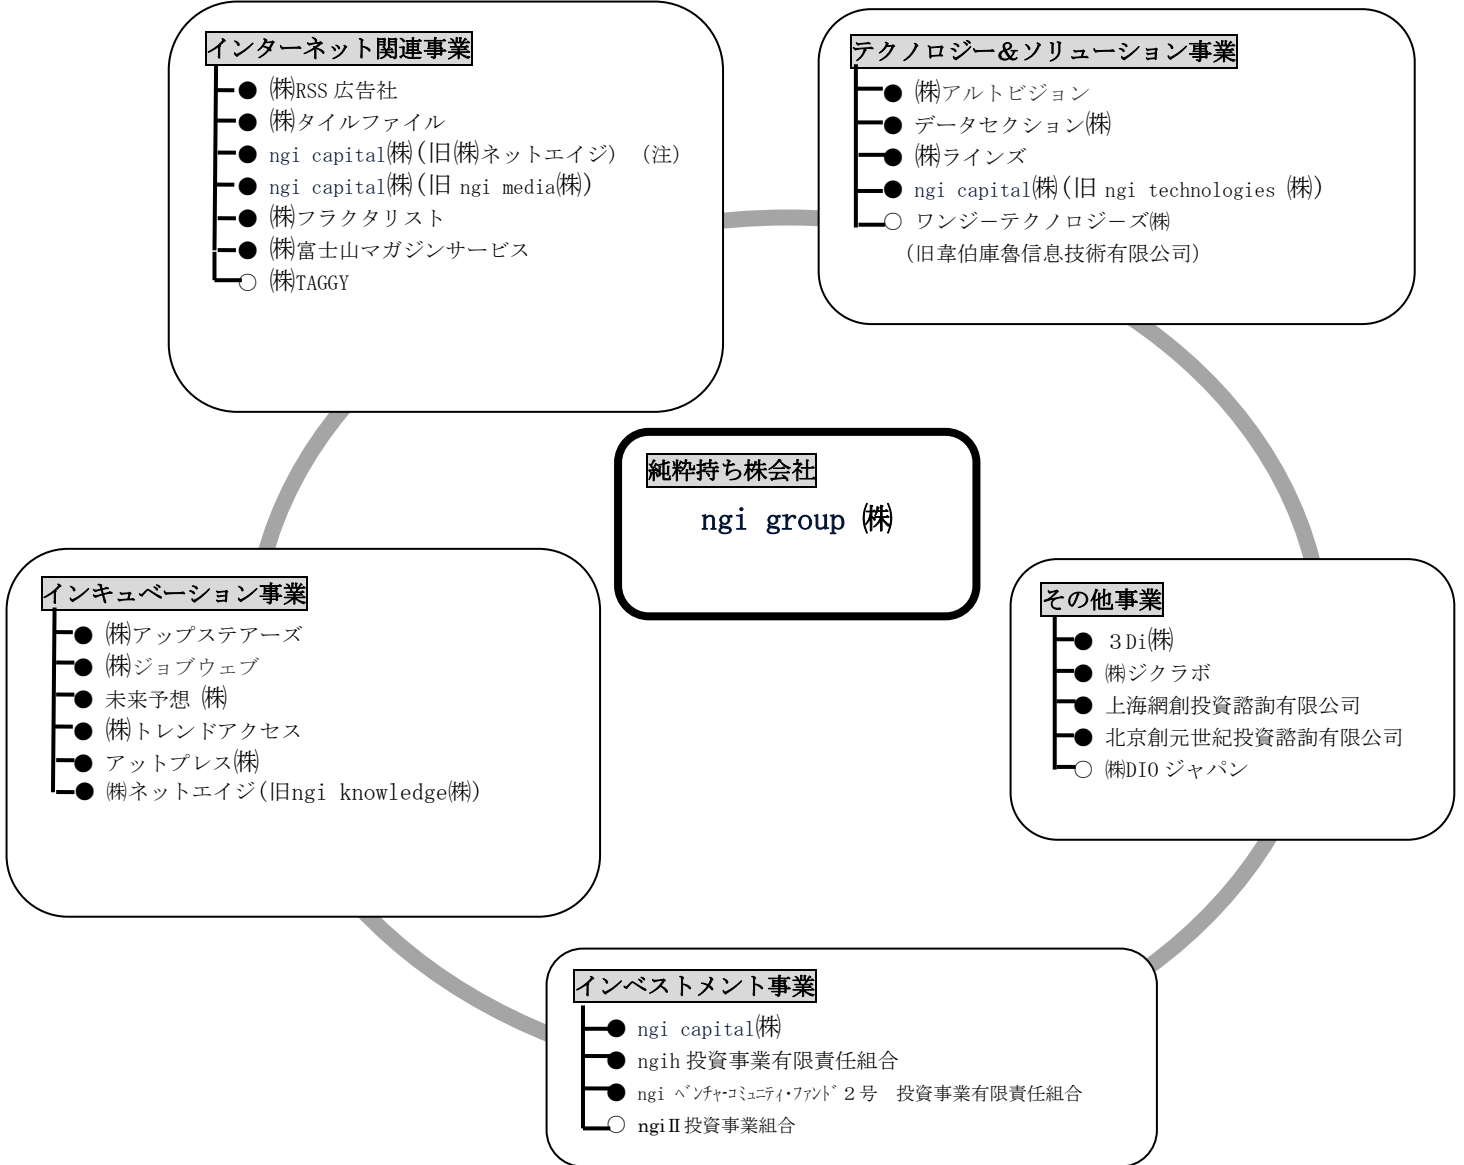 インターネット関連事業
● ㈱RSS 広告社
● ㈱タイルファイル
● ngi capital㈱(旧㈱ネットエイジ) (注)
● ngi capital㈱(旧 ngi media㈱)
● ㈱フラクタリスト
● ㈱富士山マガジンサービス
○ ㈱TAGGY
テクノロジー&ソリューション事業
● ㈱アルトビジョン
● データセクション㈱
● ㈱ラインズ
● ngi capital㈱(旧 ngi technologies ㈱)
○ ワンジーテクノロジーズ㈱
(旧韋伯庫魯信息技術有限公司)
純粋持ち株会社
ngi group ㈱
インキュベーション事業
● ㈱アップステアーズ
● ㈱ジョブウェブ
● 未来予想 ㈱
● ㈱トレンドアクセス
● アットプレス㈱
● ㈱ネットエイジ(旧ngi knowledge㈱)
その他事業
● 3Di㈱
● ㈱ジクラボ
● 上海網創投資諮詢有限公司
● 北京創元世紀投資諮詢有限公司
○ ㈱DIO ジャパン
インベストメント事業
● ngi capital㈱
● ngih 投資事業有限責任組合
● ngi ﾍﾞﾝﾁｬｰｺﾐｭﾆﾃｨ・ﾌｧﾝﾄﾞ2号 投資事業有限責任組合
○ ngiⅡ投資事業組合